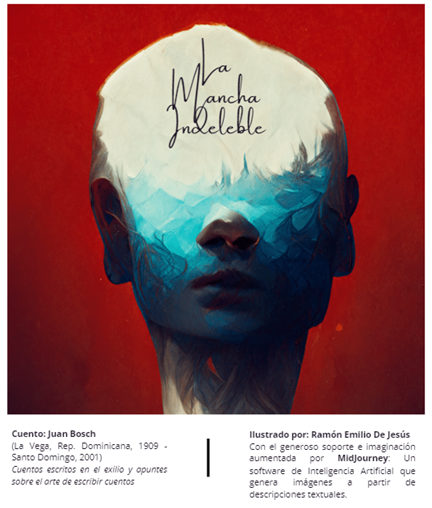 La
Mancha
Indeleble
Cuento: Juan Bosch
(La Vega, Rep. Dominicana, 1909 -
Santo Domingo, 2001)
Cuentos escritos en el exilio y apuntes
sobre el arte de escribir cuentos
Ilustrado por: Ramón Emilio De Jesús
Con el generoso soporte e imaginación
aumentada por MidJourney: Un
software de Inteligencia Artificial que
genera imágenes a partir de
descripciones textuales.